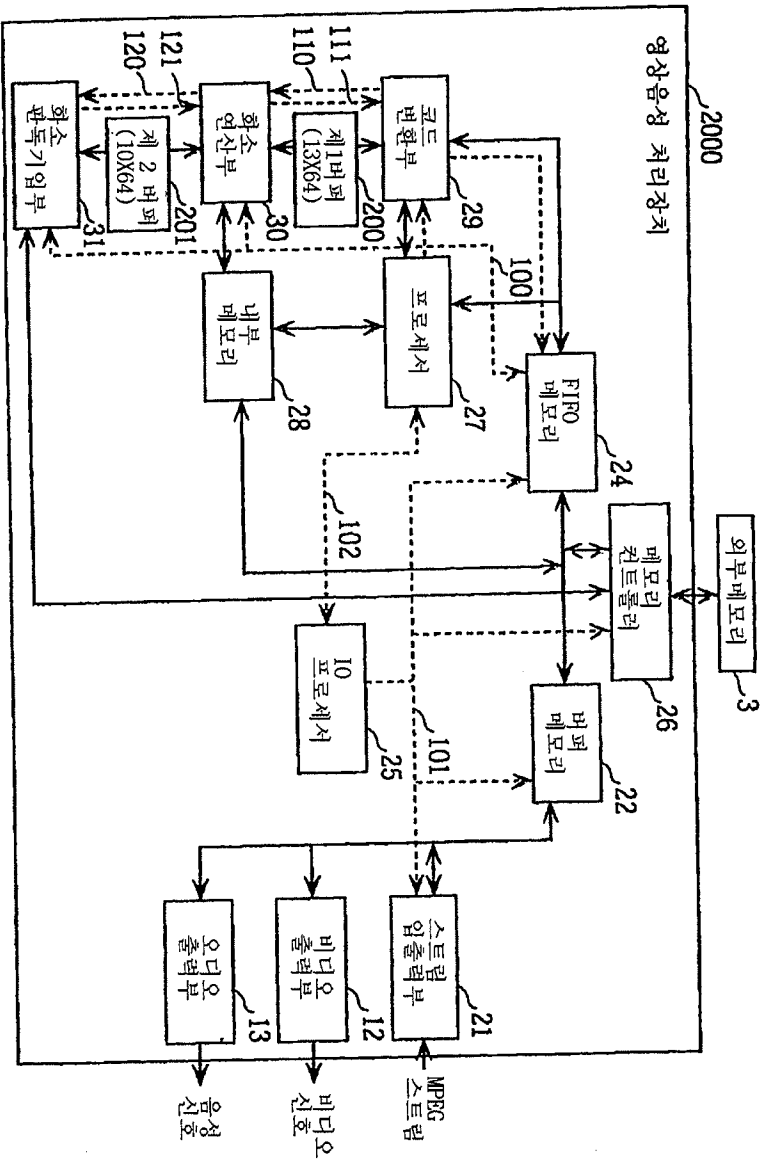 외부메모리
3
2000
영상음성 처리장치
메모리
컨트롤러
26
FIFO
메모리
24
버퍼
메모리
22
100
코드
변환부
29
프로세서
27
101
스트림
입출력부
21
MPEG
스트림
111
110
제1버퍼
(13X64)
200
102
IO
프로세서
25
비디오
출력부
12
비디오
신호
화소
연산부
30
내부
메모리
28
121
120
제 2 버퍼
(10X64)
201
오디오
출력부
13
음성
신호
화소
판독기입부
31